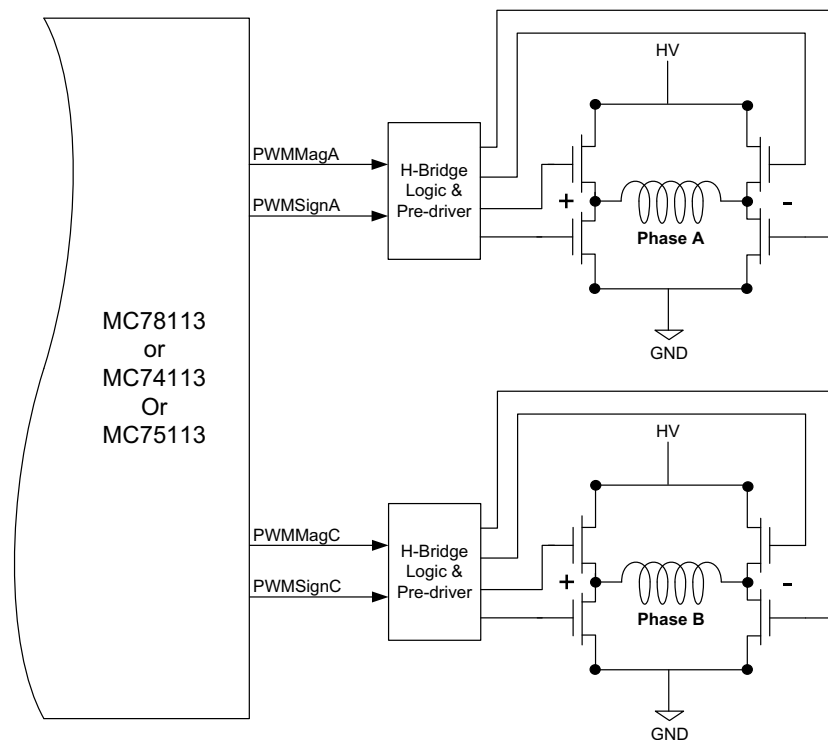 MC78113
or
MC74113
Or
MC75113
PWMMagA
PWMSignA
H-Bridge
Logic &
Pre-driver
HV
+
-
Phase A
GND
PWMMagC
PWMSignC
H-Bridge
Logic &
Pre-driver
HV
+
-
Phase B
GND